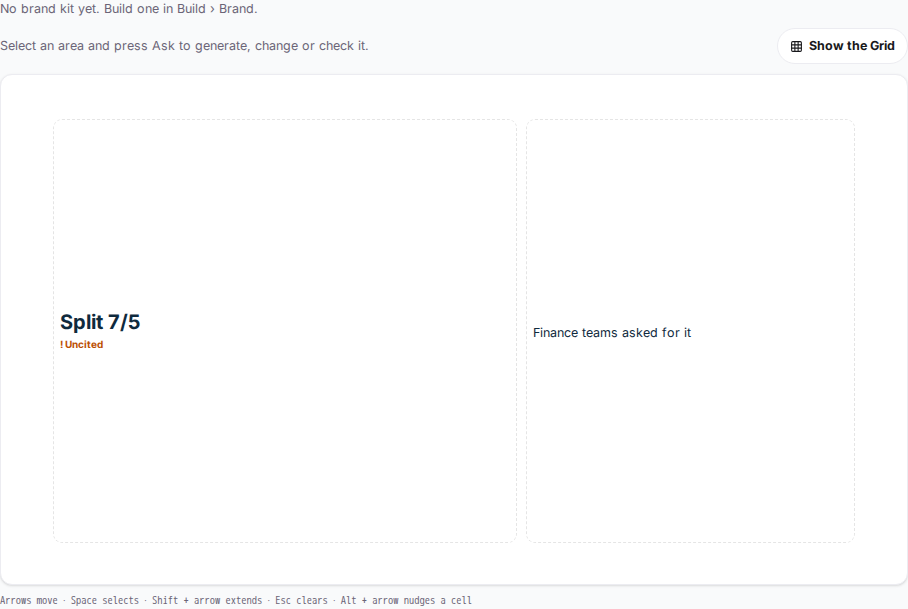 No brand kit yet. Build one in Build › Brand.
Select an area and press Ask to generate, change or check it.
Show the Grid
Split 7/5
! Uncited
Finance teams asked for it
Arrows move · Space selects · Shift + arrow extends · Esc clears · Alt + arrow nudges a cell